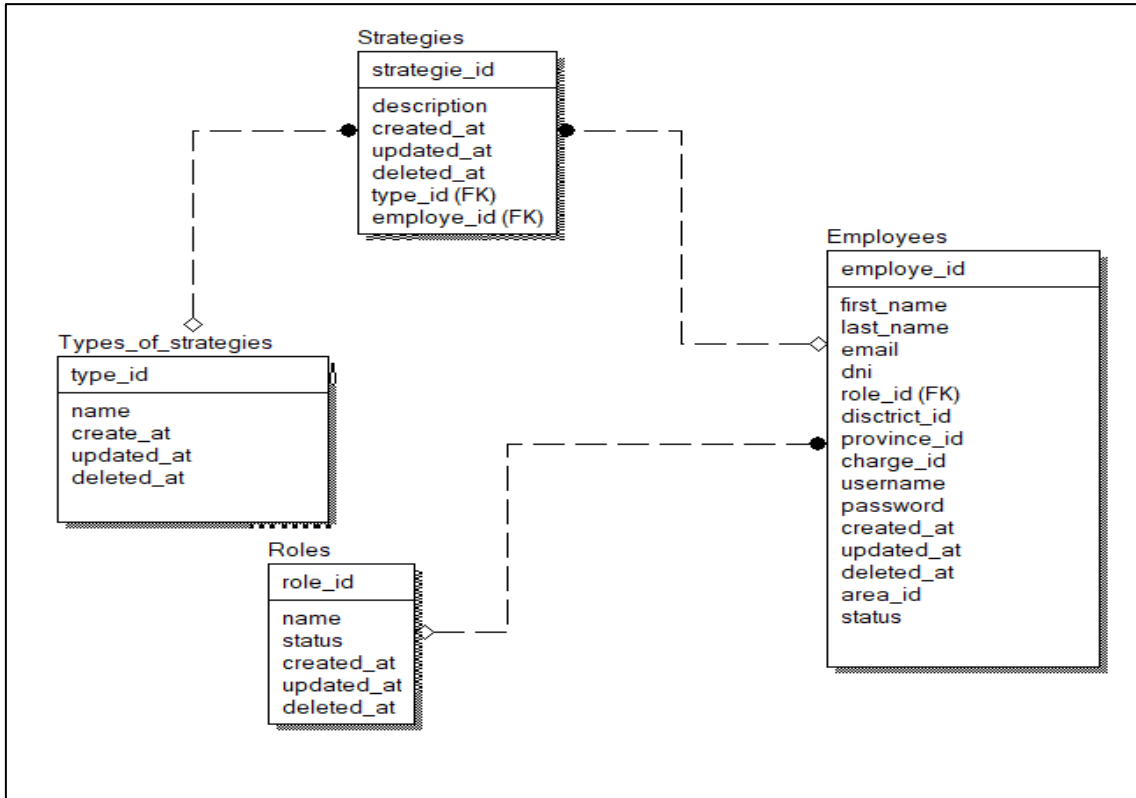 Strategies
strategie_id
description
created_at
updated_at
deleted_at
type_id (FK)
employe_id (FK)
Employees
employe_id
first_name
last_name
email
dni
role_id (FK)
disctrict_id
province_id
charge_id
username
password
created_at
updated_at
deleted_at
area_id
status
Types_of_strategies
type_id
name
create_at
updated_at
deleted_at
Roles
role_id
name
status
created_at
updated_at
deleted_at